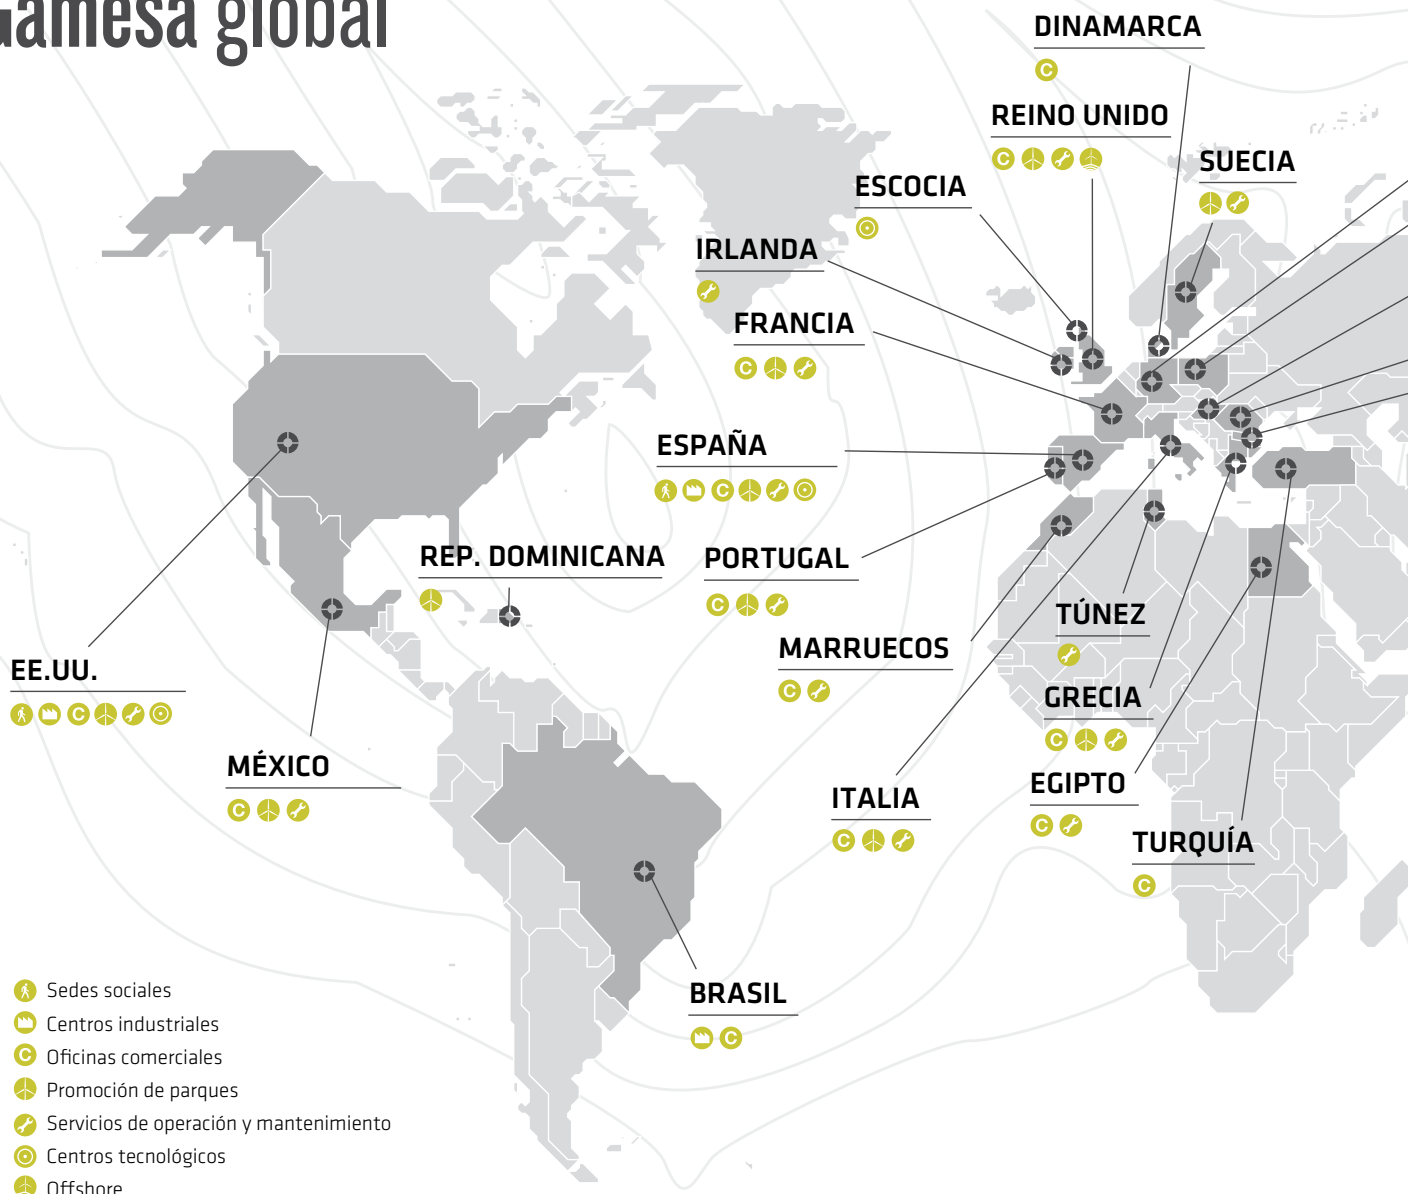 Gamesa global
DINAMARCA
C
REINO UNIDO
C
SUECIA
ESCOCIA
IRLANDA
FRANCIA
C
ESPAÑA
C
REP. DOMINICANA
PORTUGAL
C
TÚNEZ
MARRUECOS
C
EE.UU.
C
GRECIA
C
MÉXICO
C
EGIPTO
C
ITALIA
C
TURQUÍA
C
BRASIL
C
Sedes sociales
Centros industriales
C Oficinas comerciales
Promoción de parques
Servicios de operación y mantenimiento
Centros tecnológicos
Offshore